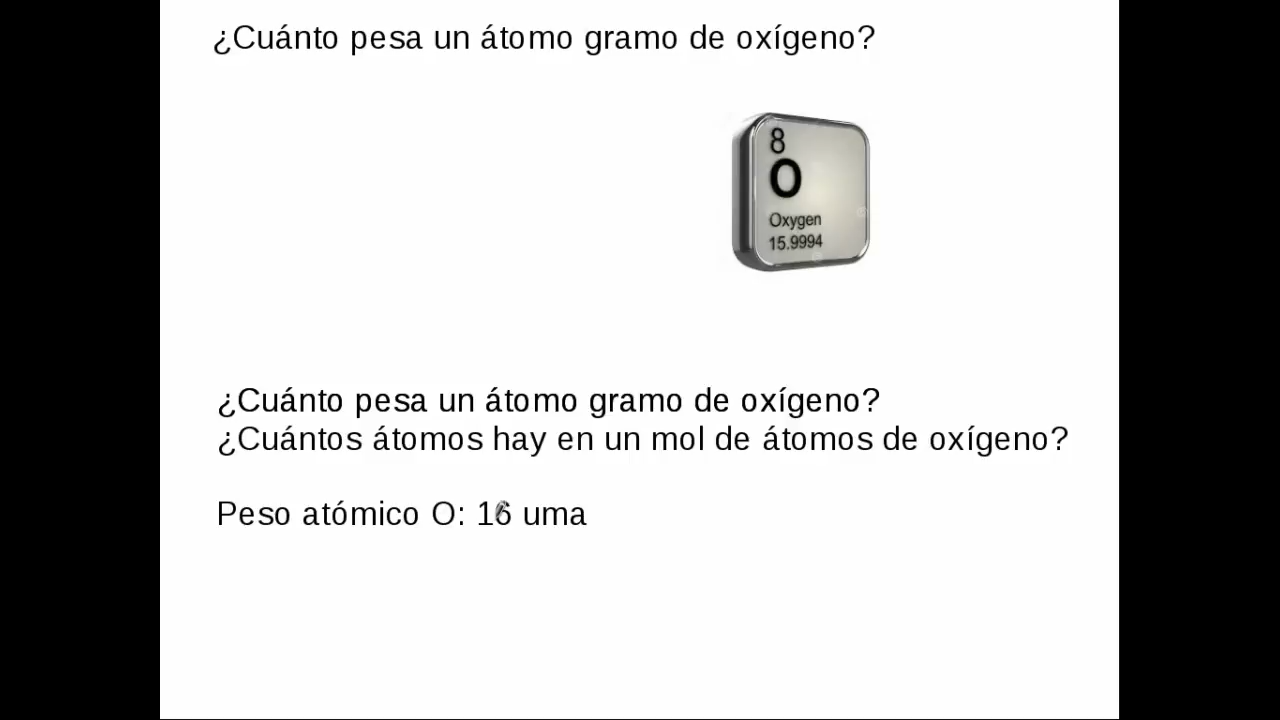 ¿Cuánto pesa un átomo gramo de oxígeno?
8
O
Oxygen
15.9994
¿Cuánto pesa un átomo gramo de oxígeno?
¿Cuántos átomos hay en un mol de átomos de oxígeno?
Peso atómico O: 16 uma